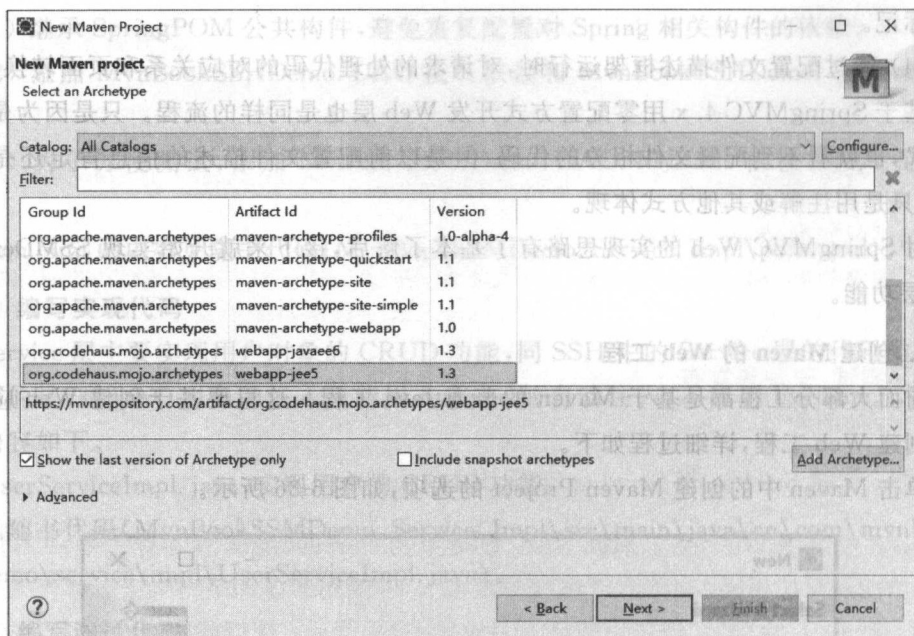 New Maven Project
New Maven project
Select an Archetype
M
Catalog: All Catalogs Configure...
Filter:
Group Id Artifact Id Version
org.apache.maven.archetypes maven-archetype-profiles 1.0-alpha-4
org.apache.maven.archetypes maven-archetype-quickstart 1.1
org.apache.maven.archetypes maven-archetype-site 1.1
org.apache.maven.archetypes maven-archetype-site-simple 1.1
org.apache.maven.archetypes maven-archetype-webapp 1.0
org.codehaus.mojo.archetypes webapp-javaee6 1.3
org.codehaus.mojo.archetypes webapp-jee5 1.3
https://mvnrepository.com/artifact/org.codehaus.mojo.archetypes/webapp-jee5
Show the last version of Archetype only Include snapshot archetypes Add Archetype...
Advanced
? < Back Next > Finish Cancel